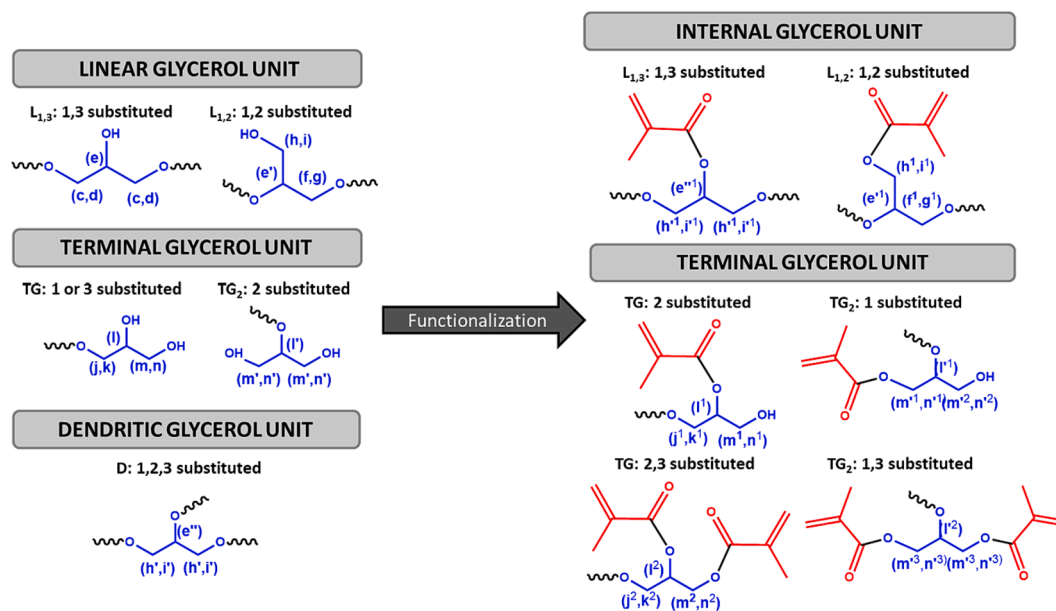 LINEAR GLYCEROL UNIT
L1,3: 1,3 substituted
L1,2: 1,2 substituted
OH
(e)
O
O
(c,d)
(c,d)
HO
(h,i)
(e')
(f,g)
O
O
TERMINAL GLYCEROL UNIT
TG: 1 or 3 substituted
TG2: 2 substituted
OH
(l)
OH
O
(j,k)
(m,n)
O
(l')
OH
OH
(m',n')
(m',n')
DENDRITIC GLYCEROL UNIT
D: 1,2,3 substituted
O
(e'')
O
O
(h',i')
(h',i')
Functionalization
INTERNAL GLYCEROL UNIT
L1,3: 1,3 substituted
L1,2: 1,2 substituted
O
O
(e''¹)
O
O
(h'¹,i'¹)
(h'¹,i'¹)
O
O
(h¹,i¹)
(e'¹)
(f¹,g¹)
O
O
TERMINAL GLYCEROL UNIT
TG: 2 substituted
TG2: 1 substituted
O
O
(l¹)
OH
O
(j¹,k¹)
(m¹,n¹)
O
(l'¹)
O
OH
O
(m'¹,n'¹)
(m'²,n'²)
TG: 2,3 substituted
TG2: 1,3 substituted
O
O
O
O
(l²)
O
(j²,k²)
(m²,n²)
O
(l'²)
O
O
O
O
(m'³,n'³)
(m'³,n'³)